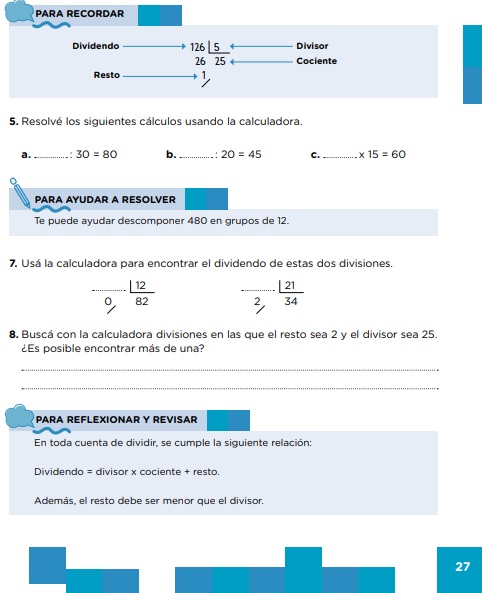 PARA RECORDAR
Dividendo 126 5 Divisor
26 25 Cociente
Resto 1
5. Resolvé los siguientes cálculos usando la calculadora.
a. ............ : 30 = 80 b. ............ : 20 = 45 c. ............ x 15 = 60
PARA AYUDAR A RESOLVER
Te puede ayudar descomponer 480 en grupos de 12.
7. Usá la calculadora para encontrar el dividendo de estas dos divisiones.
............ 12 ............ 21
0 82 2 34
8. Buscá con la calculadora divisiones en las que el resto sea 2 y el divisor sea 25.
¿Es posible encontrar más de una?
PARA REFLEXIONAR Y REVISAR
En toda cuenta de dividir, se cumple la siguiente relación:
Dividendo = divisor x cociente + resto.
Además, el resto debe ser menor que el divisor.
27